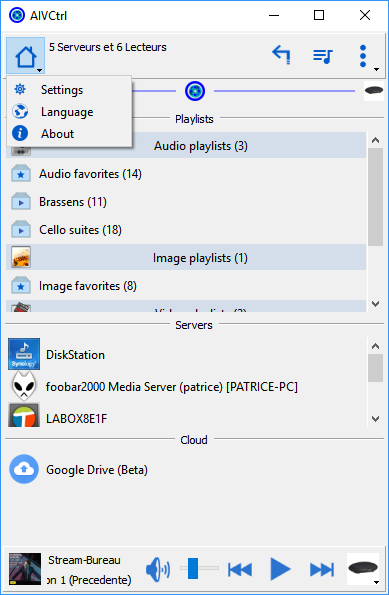 AIVCtrl
5 Serveurs et 6 Lecteurs
Settings
Language
About
Playlists
Audio playlists (3)
Audio favorites (14)
Brassens (11)
Cello suites (18)
Image playlists (1)
Image favorites (8)
Servers
Synology
DiskStation
foobar2000 Media Server (patrice) [PATRICE-PC]
LABOX8E1F
Cloud
Google Drive (Beta)
Stream-Bureau
on 1 (Precedente)